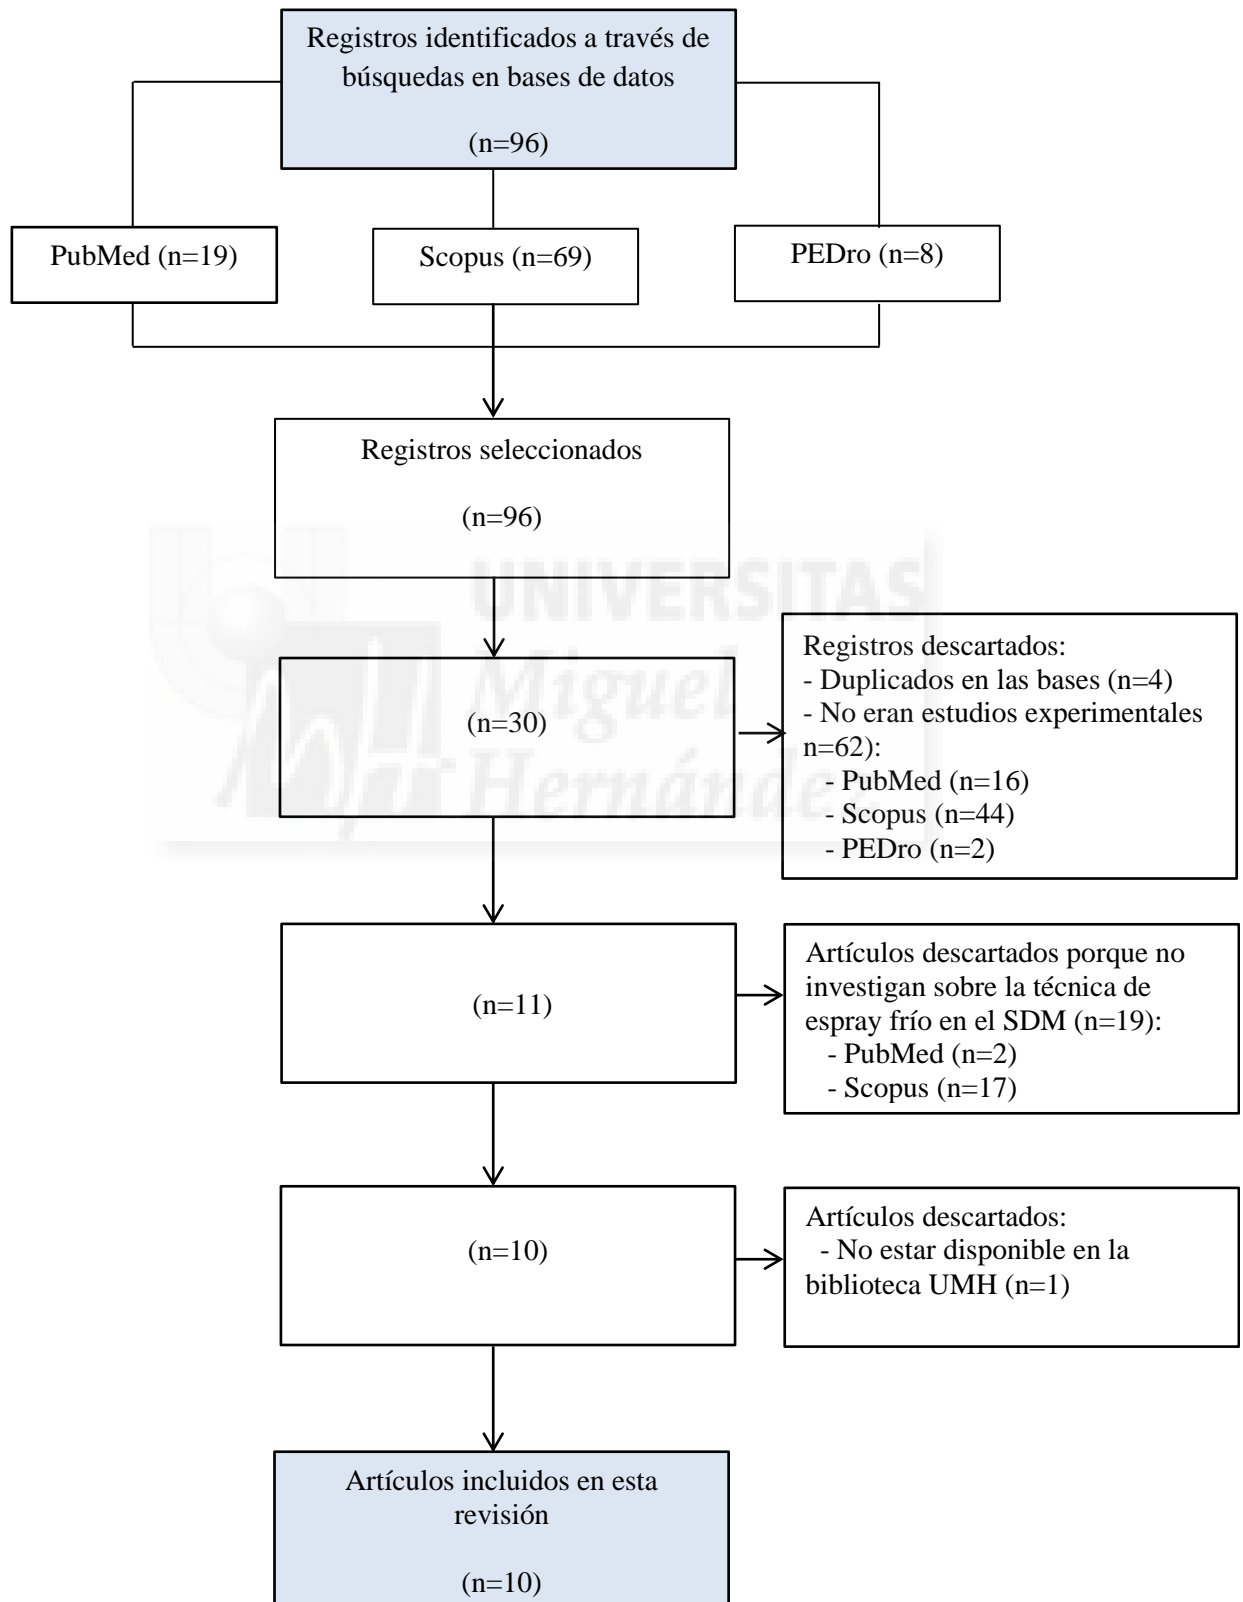 Registros identificados a través de
búsquedas en bases de datos
(n=96)
PubMed (n=19)
Scopus (n=69)
PEDro (n=8)
Registros seleccionados
(n=96)
UNIVERSITAS
Miguel
Hernández
(n=30)
Registros descartados:
- Duplicados en las bases (n=4)
- No eran estudios experimentales
n=62):
- PubMed (n=16)
- Scopus (n=44)
- PEDro (n=2)
(n=11)
Artículos descartados porque no
investigan sobre la técnica de
espray frío en el SDM (n=19):
- PubMed (n=2)
- Scopus (n=17)
(n=10)
Artículos descartados:
- No estar disponible en la
biblioteca UMH (n=1)
Artículos incluidos en esta
revisión
(n=10)